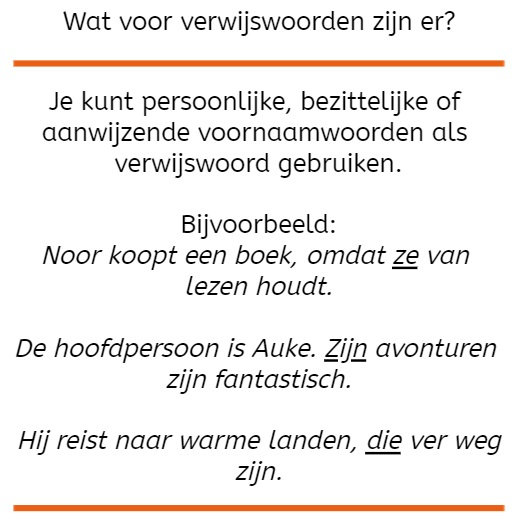 Wat voor verwijswoorden zijn er?
Je kunt persoonlijke, bezittelijke of
aanwijzende voornaamwoorden als
verwijswoord gebruiken.
Bijvoorbeeld:
Noor koopt een boek, omdat ze van
lezen houdt.
De hoofdpersoon is Auke. Zijn avonturen
zijn fantastisch.
Hij reist naar warme landen, die ver weg
zijn.